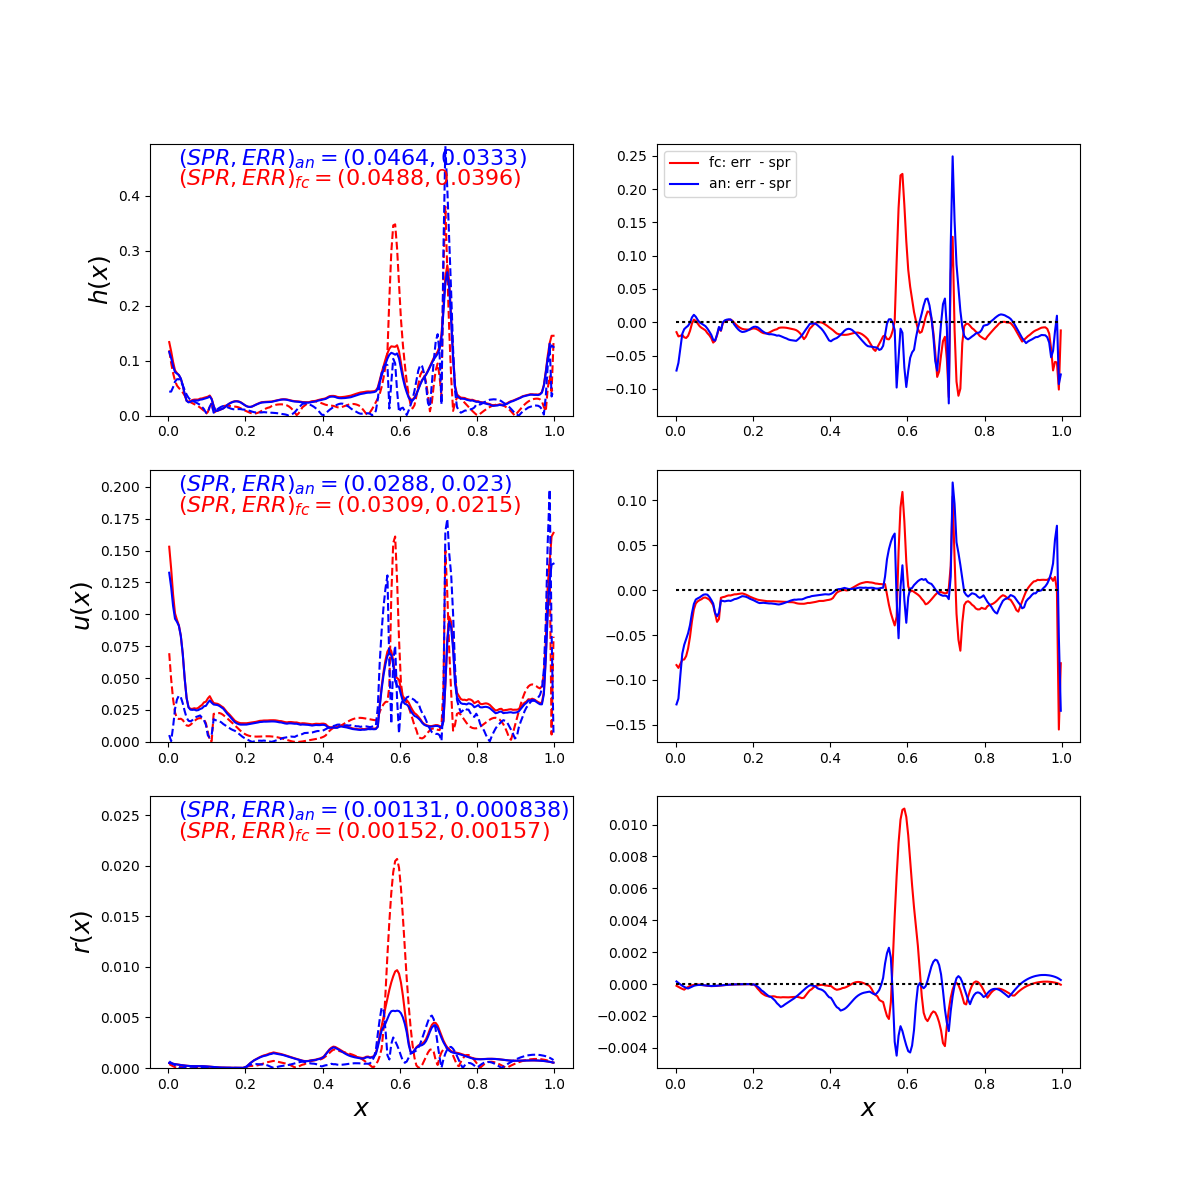 (SPR, ERR)an = (0.0464, 0.0333)
(SPR, ERR)fc = (0.0488, 0.0396)
h(x)
0.4
0.3
0.2
0.1
0.0
0.0 0.2 0.4 0.6 0.8 1.0
fc: err - spr
an: err - spr
0.25
0.20
0.15
0.10
0.05
0.00
−0.05
−0.10
0.0 0.2 0.4 0.6 0.8 1.0
(SPR, ERR)an = (0.0288, 0.023)
(SPR, ERR)fc = (0.0309, 0.0215)
u(x)
0.200
0.175
0.150
0.125
0.100
0.075
0.050
0.025
0.000
0.0 0.2 0.4 0.6 0.8 1.0
0.10
0.05
0.00
−0.05
−0.10
−0.15
0.0 0.2 0.4 0.6 0.8 1.0
(SPR, ERR)an = (0.00131, 0.000838)
(SPR, ERR)fc = (0.00152, 0.00157)
r(x)
0.025
0.020
0.015
0.010
0.005
0.000
0.0 0.2 0.4 0.6 0.8 1.0
x
0.010
0.008
0.006
0.004
0.002
0.000
−0.002
−0.004
0.0 0.2 0.4 0.6 0.8 1.0
x